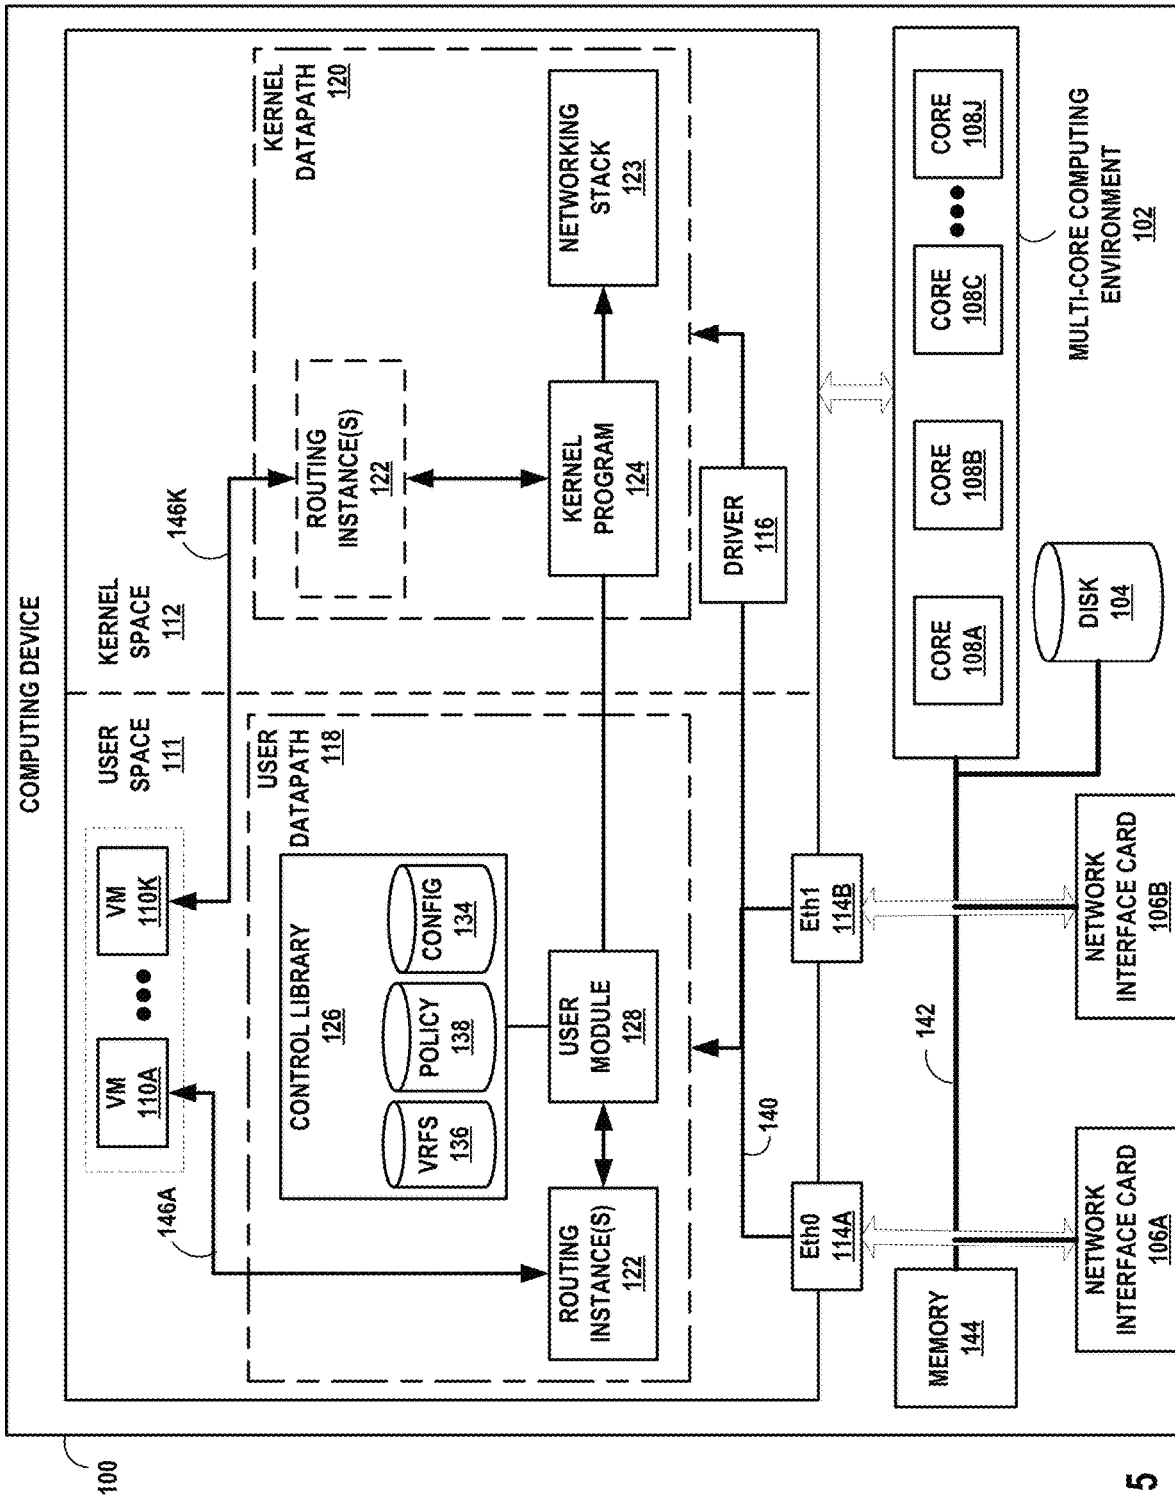 COMPUTING DEVICE
100
USER
SPACE
111
KERNEL
SPACE
112
VM
110A
VM
110K
146A
146K
USER
DATAPATH
118
CONTROL LIBRARY
126
VRFS
136
POLICY
138
CONFIG
134
ROUTING
INSTANCE(S)
122
USER
MODULE
128
KERNEL
DATAPATH
120
ROUTING
INSTANCE(S)
122
KERNEL
PROGRAM
124
NETWORKING
STACK
123
140
DRIVER
116
Eth0
114A
Eth1
114B
MEMORY
144
142
CORE
108A
CORE
108B
CORE
108C
CORE
108J
MULTI-CORE COMPUTING
ENVIRONMENT
102
DISK
104
NETWORK
INTERFACE CARD
106A
NETWORK
INTERFACE CARD
106B
5